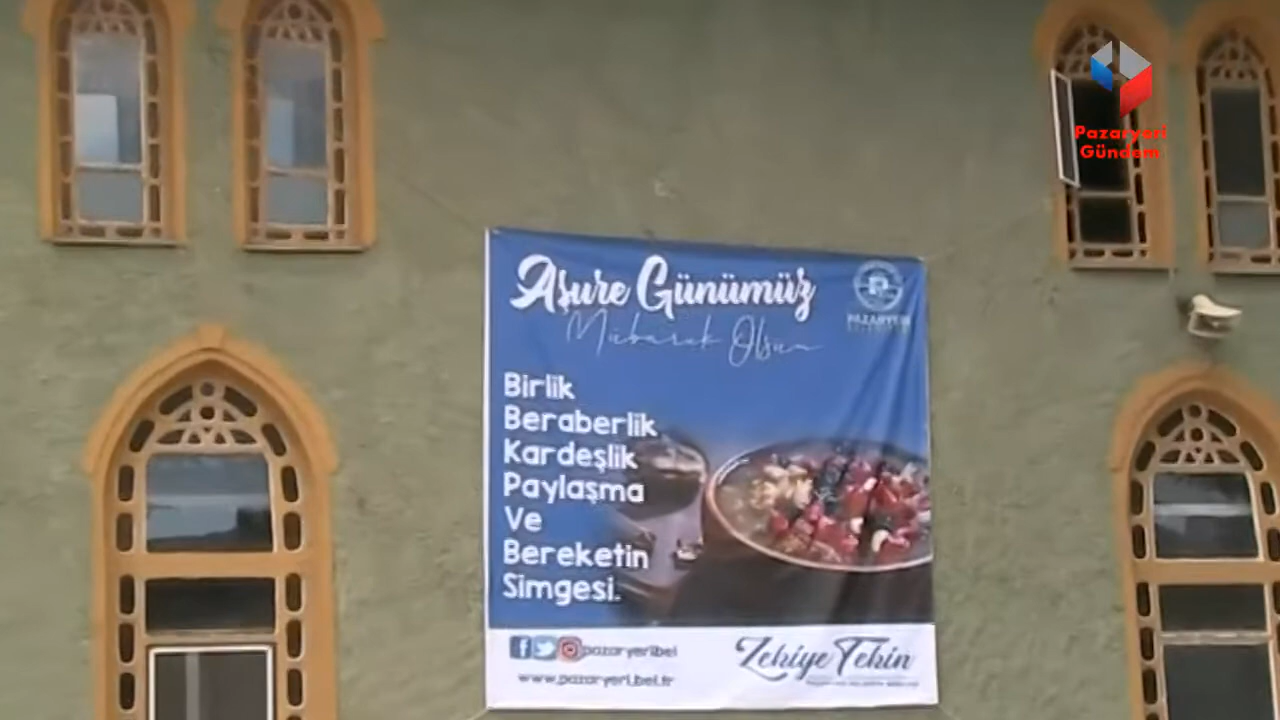 Pazaryeri
Gündem
Aşure Günümüz
Mübarek Olsun
PAZARYERİ
Birlik
Beraberlik
Kardeşlik
Paylaşma
Ve
Bereketin
Simgesi.
pazaryeribel
www.pazaryeri.bel.tr
Zekiye Tekin